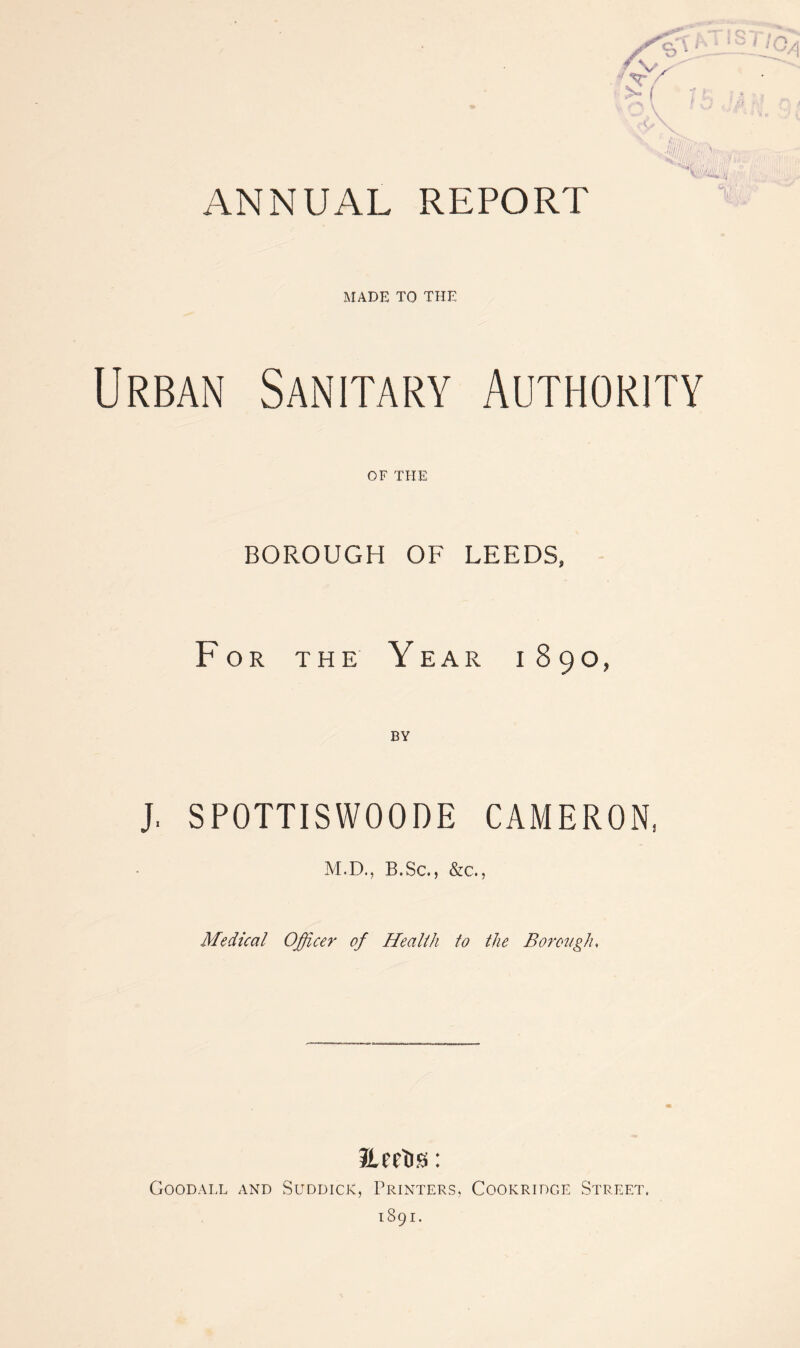 ANNUAL REPORT
MADE TO THE
URBAN SANITARY AUTHORITY
OF THE
BOROUGH OF LEEDS,
FOR THE YEAR 1890,
BY
J. SPOTTISWOODE CAMERON,
M.D., B.Sc., &c.,
Medical Officer of Health to the Borough.
Leeds:
GOODALL AND SUDDICK, PRINTERS, COOKRIDGE STREET.
1891.